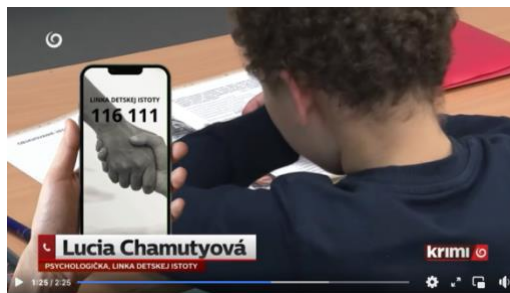 LINKA DETSKEJ ISTOTY
116 111
Lucia Chamutyová
PSYCHOLOGIČKA, LINKA DETSKEJ ISTOTY
krimi
1:25 / 2:25